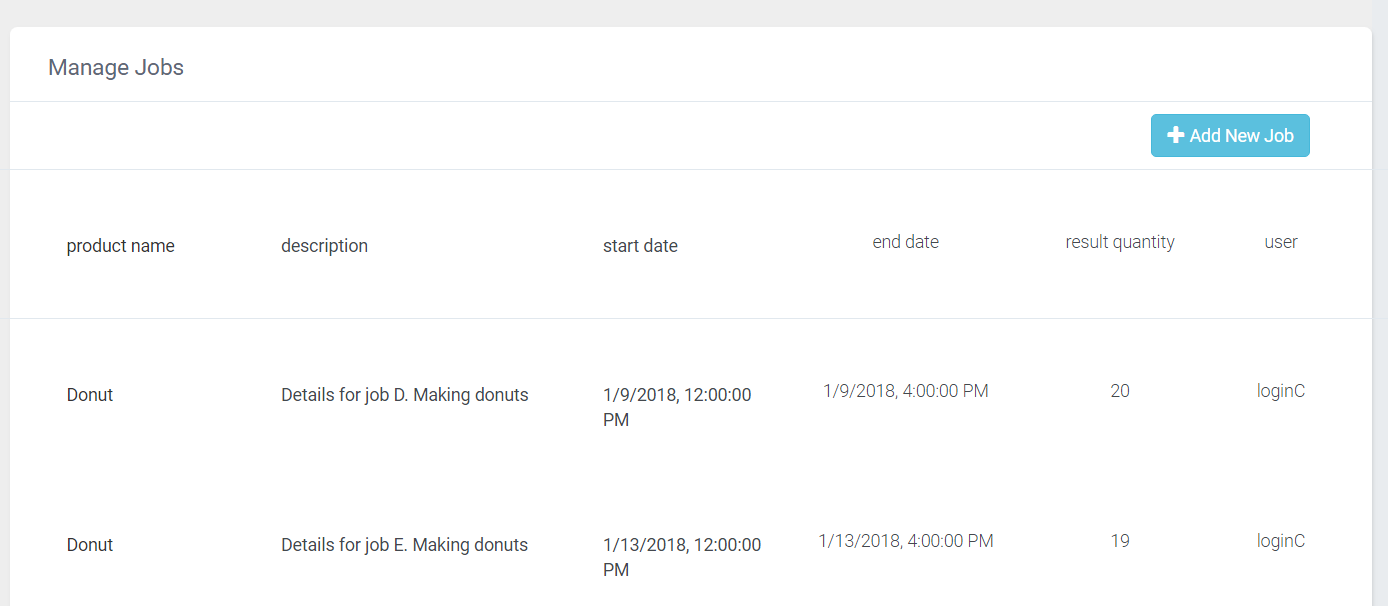 Manage Jobs
Add New Job
product name description start date end date result quantity user
Donut Details for job D. Making donuts 1/9/2018, 12:00:00 1/9/2018, 4:00:00 PM 20 loginC
PM
Donut Details for job E. Making donuts 1/13/2018, 12:00:00 1/13/2018, 4:00:00 PM 19 loginC
PM